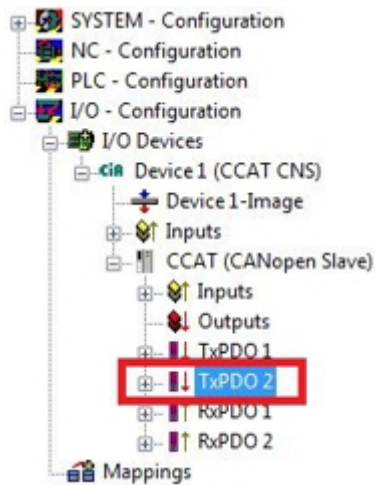 SYSTEM - Configuration
NC - Configuration
PLC - Configuration
I/O - Configuration
I/O Devices
CiA Device 1 (CCAT CNS)
Device 1-Image
Inputs
CCAT (CANopen Slave)
Inputs
Outputs
TxPDO 1
TxPDO 2
RxPDO 1
RxPDO 2
Mappings